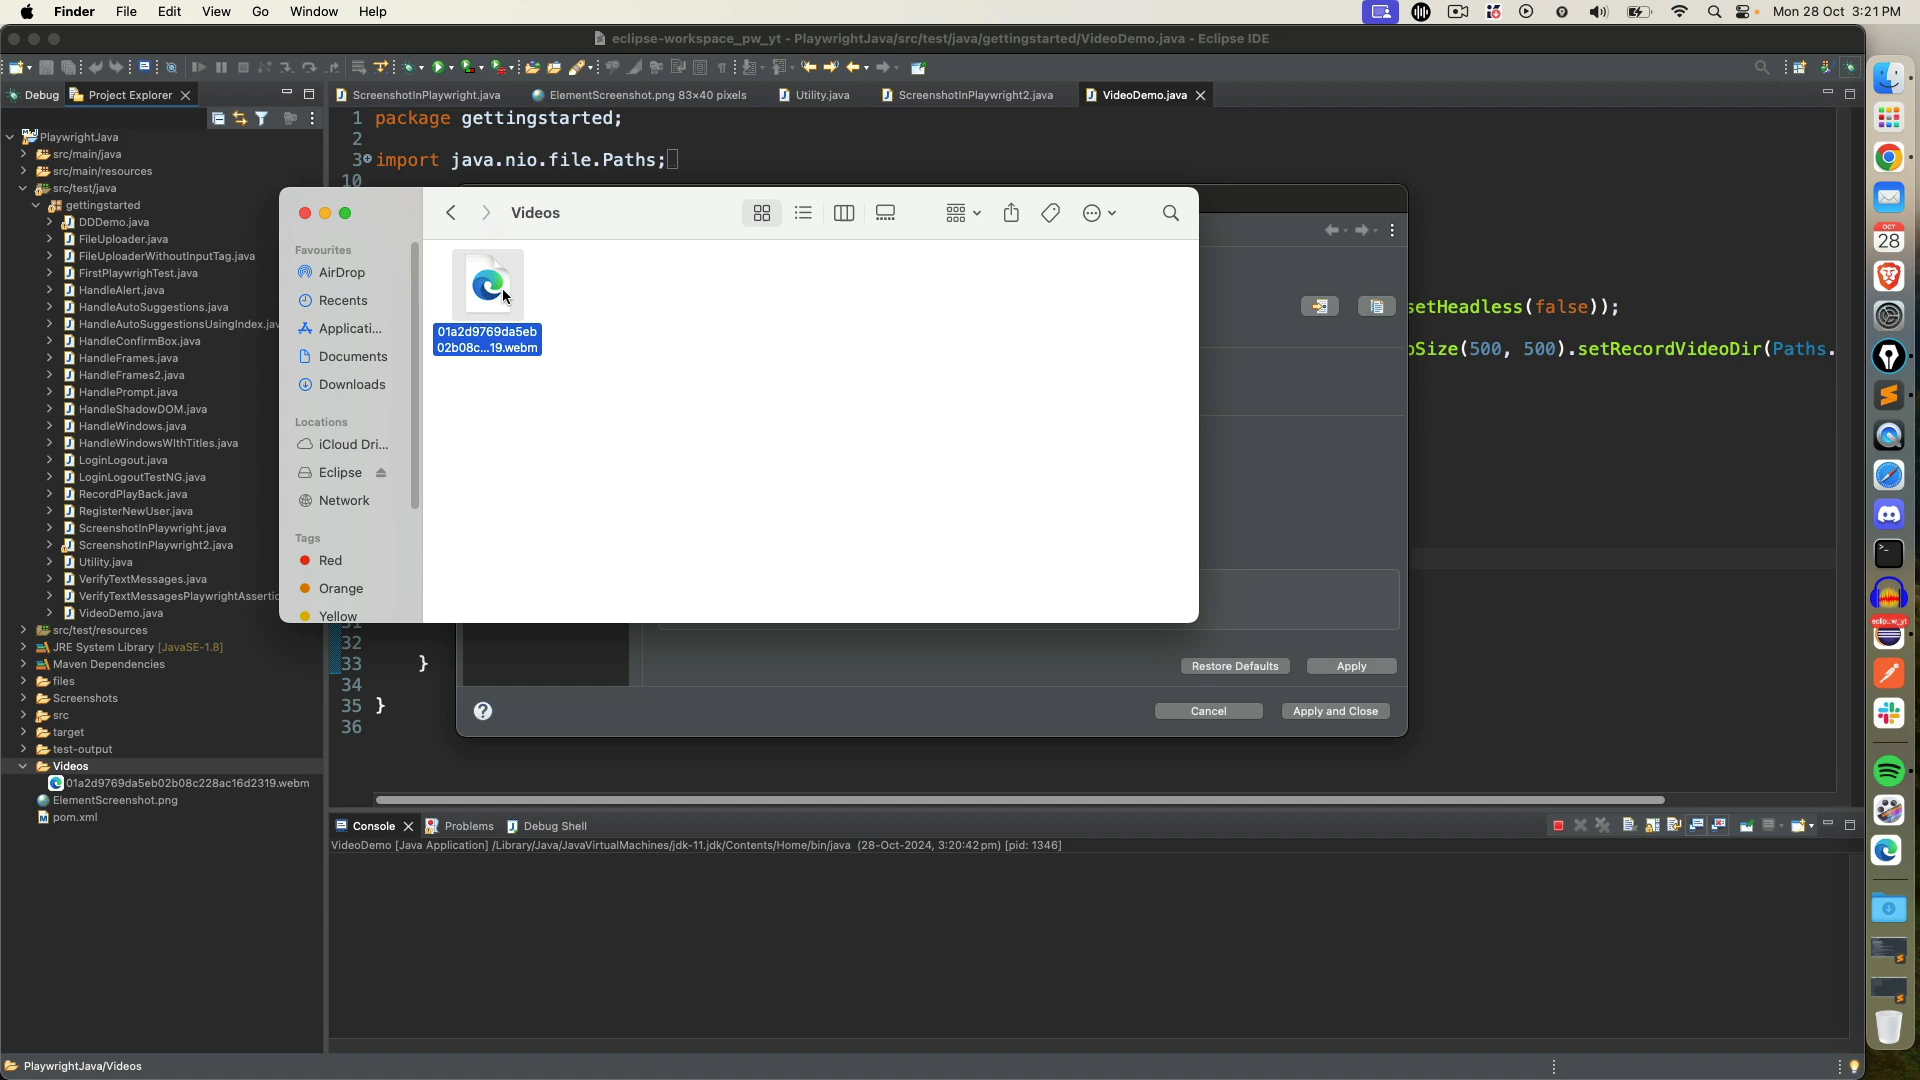 Finder File Edit View Go Window Help Mon 28 Oct 3:21 PM
eclipse-workspace_pw_yt - PlaywrightJava/src/test/java/gettingstarted/VideoDemo.java - Eclipse IDE
Debug Project Explorer
ScreenshotInPlaywright.java ElementScreenshot.png 83×40 pixels Utility.java ScreenshotInPlaywright2.java VideoDemo.java
PlaywrightJava
src/main/java
src/main/resources
src/test/java
gettingstarted
DDDemo.java
FileUploader.java
FileUploaderWithoutInputTag.java
FirstPlaywrighTest.java
HandleAlert.java
HandleAutoSuggestions.java
HandleAutoSuggestionsUsingIndex.jav
HandleConfirmBox.java
HandleFrames.java
HandleFrames2.java
HandlePrompt.java
HandleShadowDOM.java
HandleWindows.java
HandleWindowsWIthTitles.java
LoginLogout.java
LoginLogoutTestNG.java
RecordPlayBack.java
RegisterNewUser.java
ScreenshotInPlaywright.java
ScreenshotInPlaywright2.java
Utility.java
VerifyTextMessages.java
VerifyTextMessagesPlaywrightAssertic
VideoDemo.java
src/test/resources
JRE System Library [JavaSE-1.8]
Maven Dependencies
files
Screenshots
src
target
test-output
Videos
01a2d9769da5eb02b08c228ac16d2319.webm
ElementScreenshot.png
pom.xml
1 package gettingstarted;
2
3 import java.nio.file.Paths;
10
setHeadless(false));
oSize(500, 500).setRecordVideoDir(Paths.
32
33 }
34
35 }
36
Videos
Favourites
AirDrop
Recents
Applicati...
Documents
Downloads
Locations
iCloud Dri...
Eclipse
Network
Tags
Red
Orange
Yellow
01a2d9769da5eb
02b08c...19.webm
Restore Defaults Apply
Cancel Apply and Close
Console Problems Debug Shell
VideoDemo [Java Application] /Library/Java/JavaVirtualMachines/jdk-11.jdk/Contents/Home/bin/java (28-Oct-2024, 3:20:42 pm) [pid: 1346]
PlaywrightJava/Videos
OCT
28
eclip..w_yt